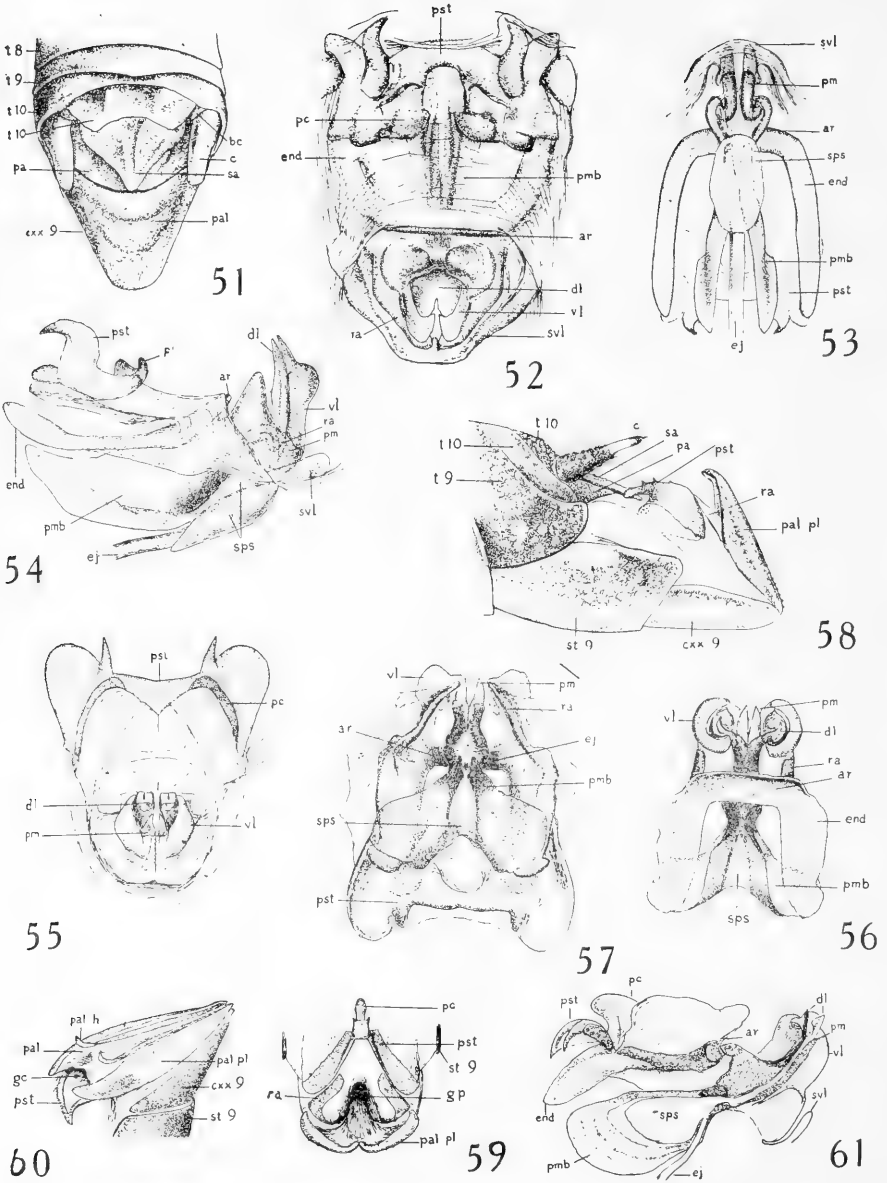 t 8
t 9
t 10
t 10
pa
cxx 9
bc
c
sa
pal
51
pst
pc
end
pmb
ar
dl
vl
svl
ra
52
svl
pm
ar
sps
end
pmb
pst
ej
53
pst
ar
dl
vl
ra
pm
svl
end
pmb
ej
sps
54
t 10
t 10
t 9
c
sa
pa
pst
ra
pal pl
st 9
cxx 9
58
pst
pc
dl
pm
vl
55
vl
pm
ra
ar
ej
pmb
sps
pst
57
vl
pm
dl
ra
ar
end
pmb
sps
56
pal h
pal
gc
pst
pal pl
cxx 9
st 9
60
pc
pst
st 9
ra
gp
pal pl
59
pc
pst
ar
dl
pm
vl
svl
end
sps
pmb
ej
61